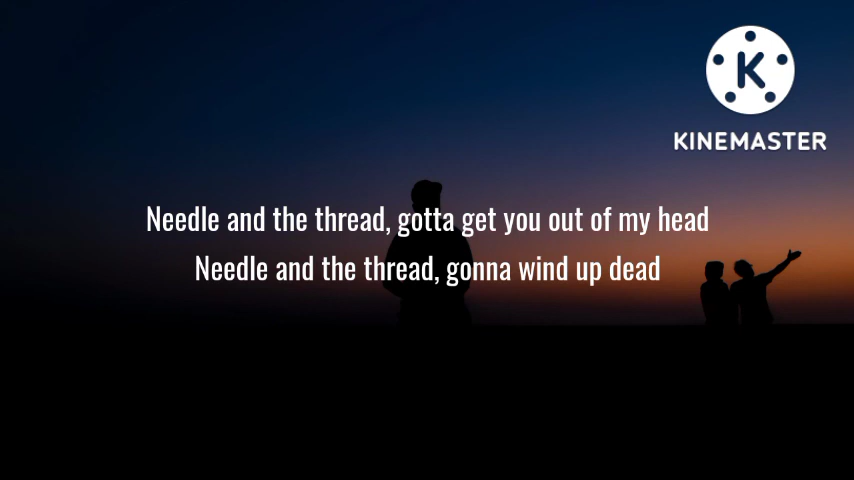 K
KINEMASTER
Needle and the thread, gotta get you out of my head
Needle and the thread, gonna wind up dead